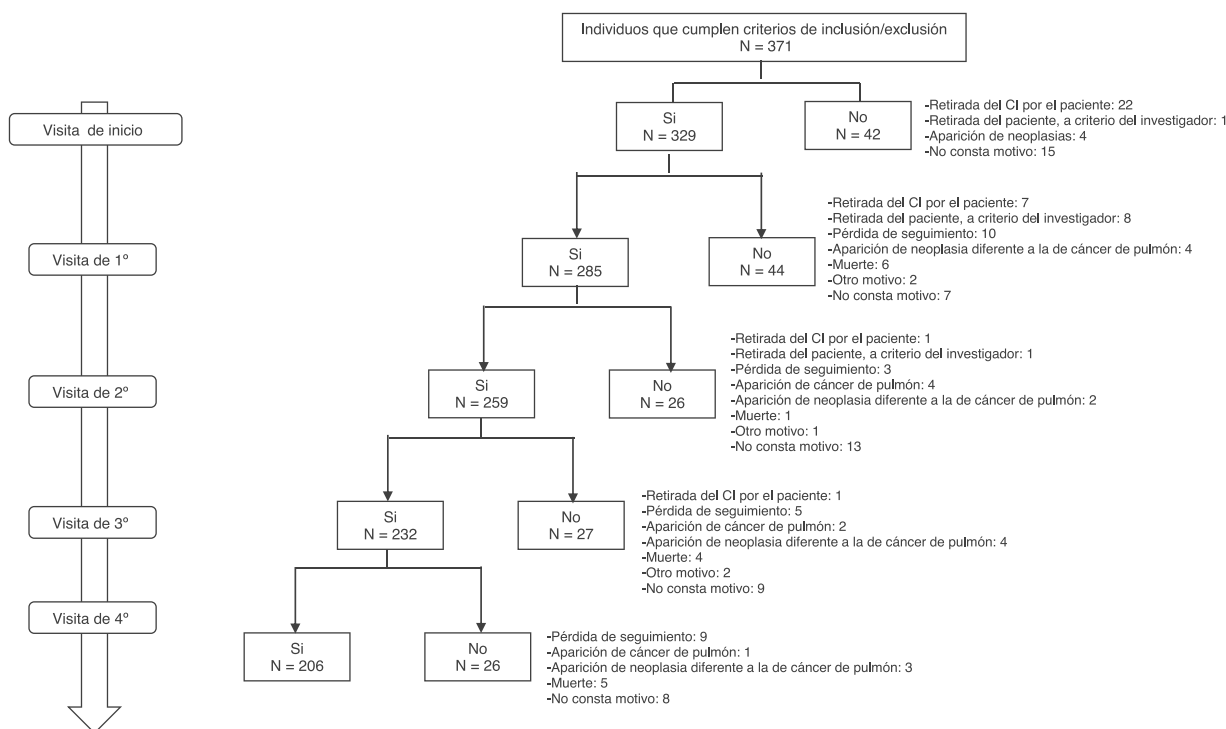 Individuos que cumplen criterios de inclusión/exclusión
N = 371
Visita de inicio
Si
N = 329
No
N = 42
-Retirada del CI por el paciente: 22
-Retirada del paciente, a criterio del investigador: 1
-Aparición de neoplasias: 4
-No consta motivo: 15
Visita de 1º
Si
N = 285
No
N = 44
-Retirada del CI por el paciente: 7
-Retirada del paciente, a criterio del investigador: 8
-Pérdida de seguimiento: 10
-Aparición de neoplasia diferente a la de cáncer de pulmón: 4
-Muerte: 6
-Otro motivo: 2
-No consta motivo: 7
Visita de 2º
Si
N = 259
No
N = 26
-Retirada del CI por el paciente: 1
-Retirada del paciente, a criterio del investigador: 1
-Pérdida de seguimiento: 3
-Aparición de cáncer de pulmón: 4
-Aparición de neoplasia diferente a la de cáncer de pulmón: 2
-Muerte: 1
-Otro motivo: 1
-No consta motivo: 13
Visita de 3º
Si
N = 232
No
N = 27
-Retirada del CI por el paciente: 1
-Pérdida de seguimiento: 5
-Aparición de cáncer de pulmón: 2
-Aparición de neoplasia diferente a la de cáncer de pulmón: 4
-Muerte: 4
-Otro motivo: 2
-No consta motivo: 9
Visita de 4º
Si
N = 206
No
N = 26
-Pérdida de seguimiento: 9
-Aparición de cáncer de pulmón: 1
-Aparición de neoplasia diferente a la de cáncer de pulmón: 3
-Muerte: 5
-No consta motivo: 8